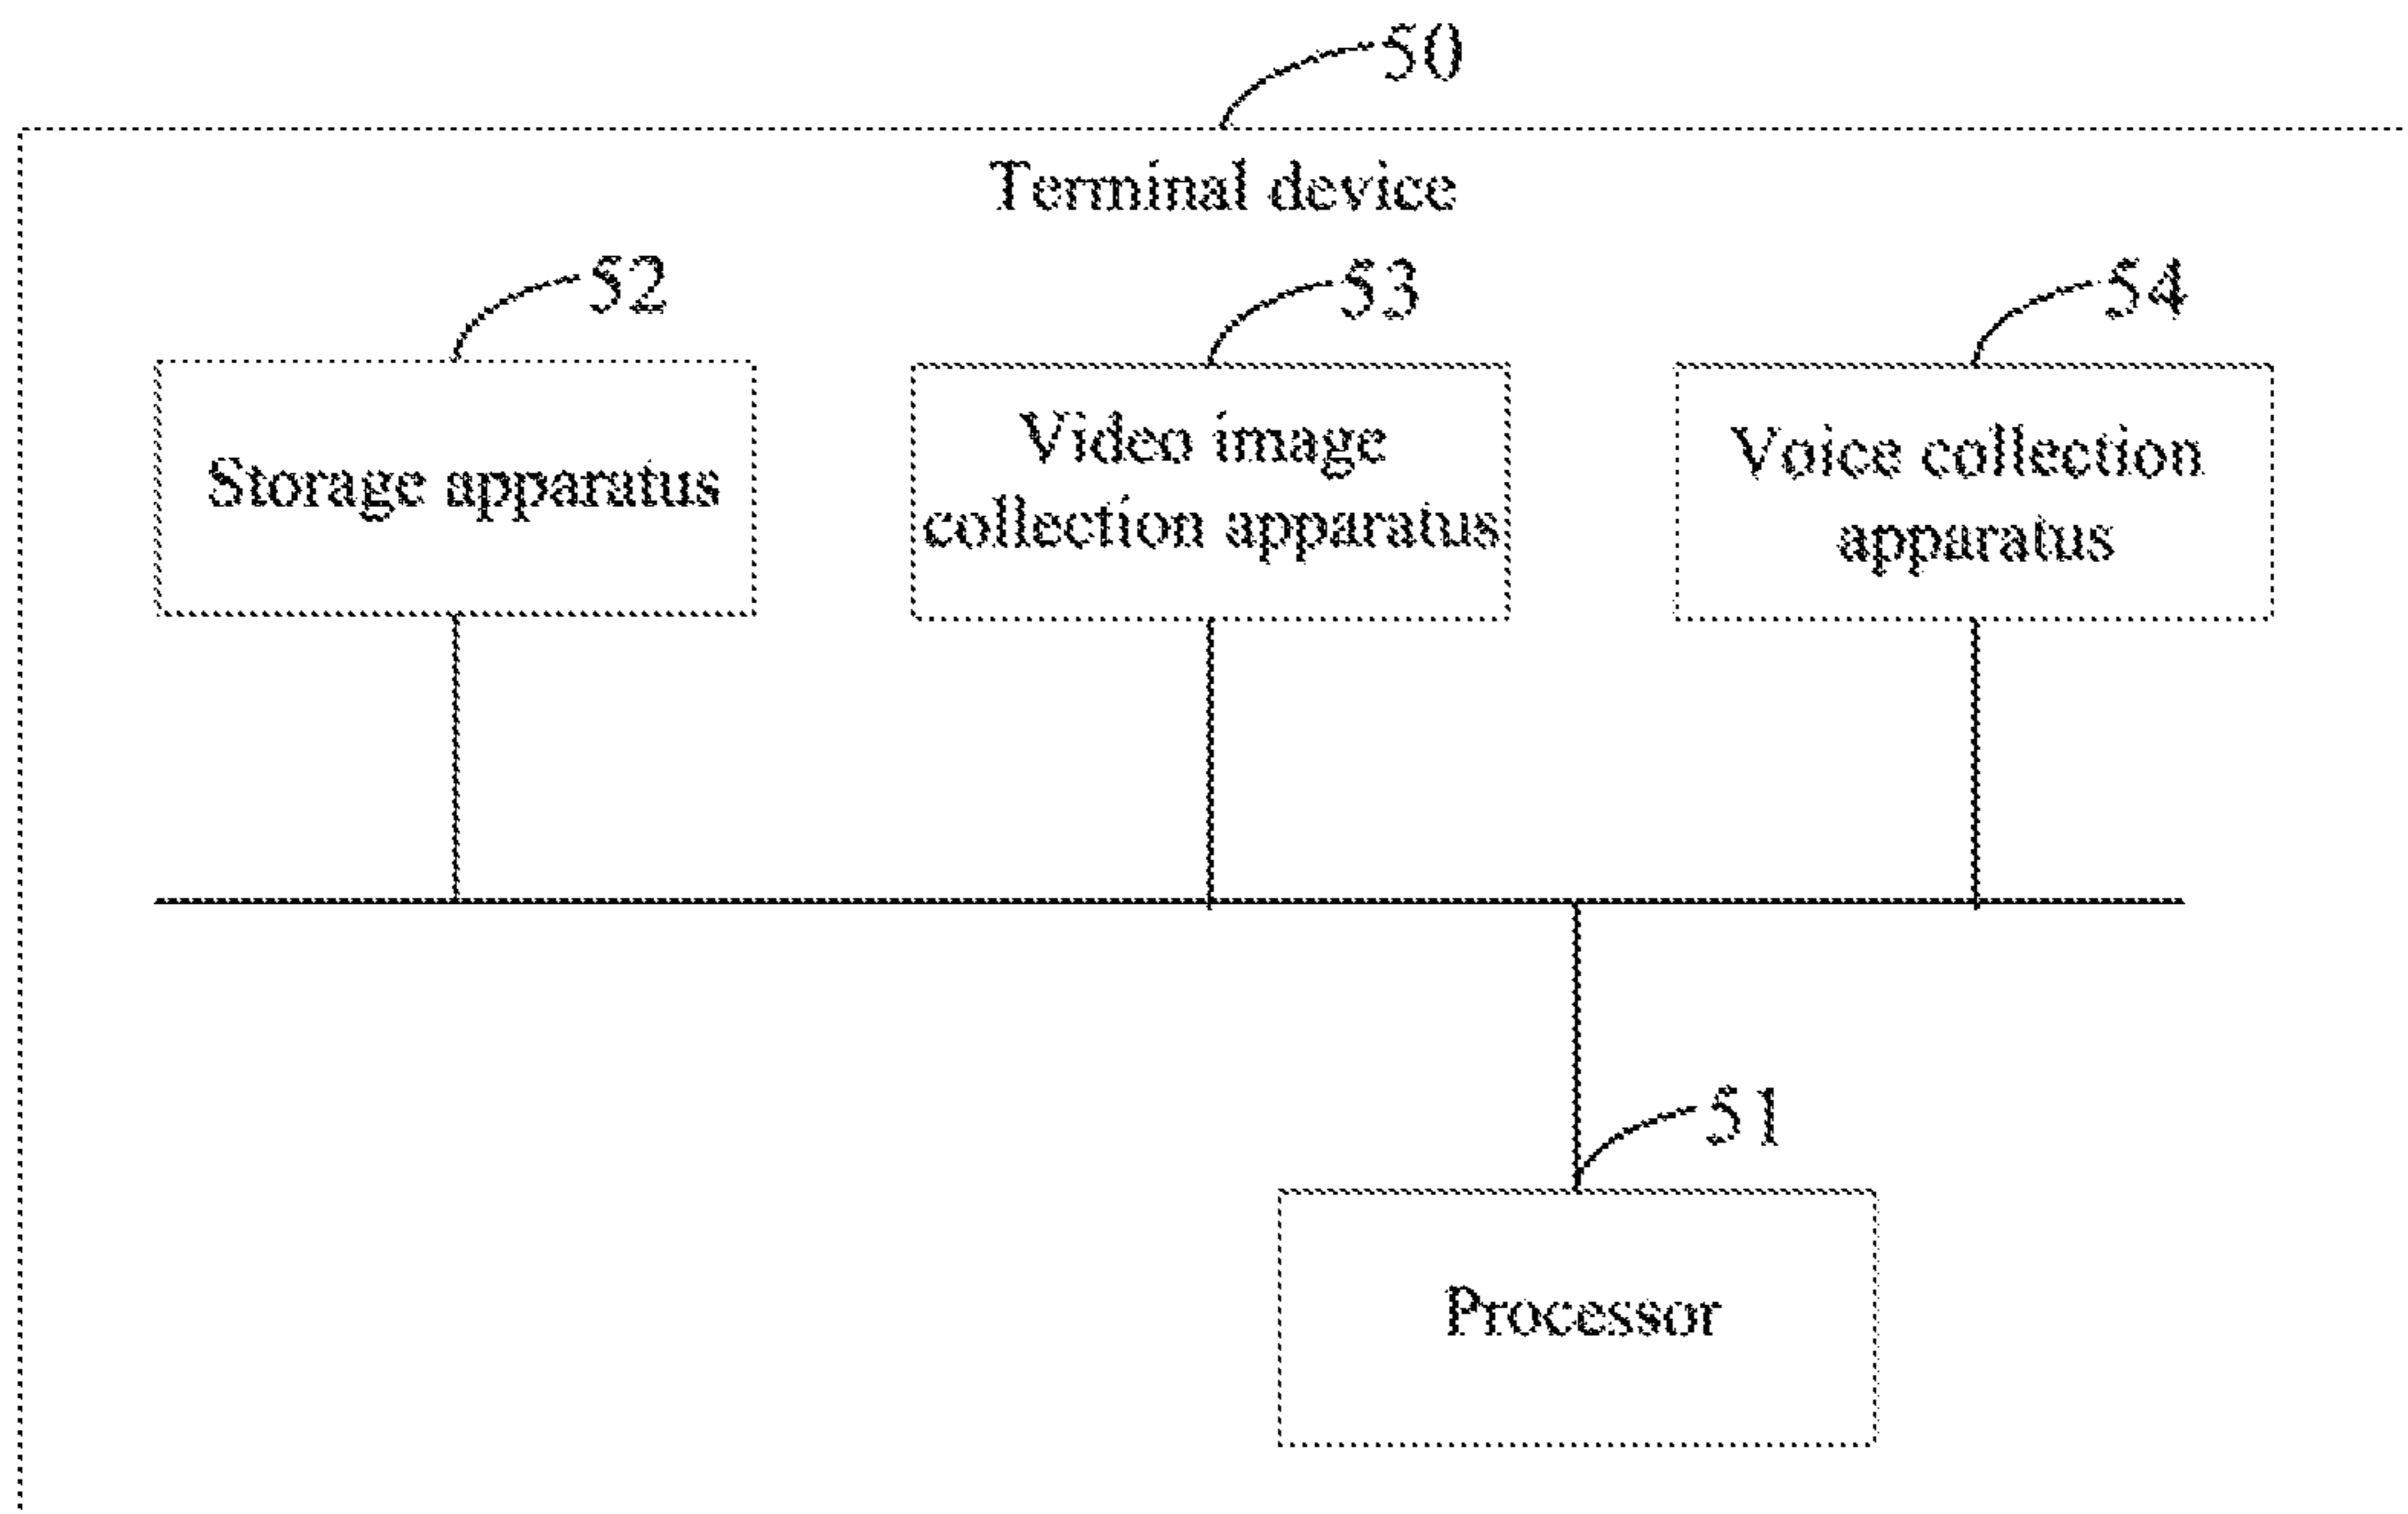 50
Terminal device
52
53
54
Storage apparatus
Video image
collection apparatus
Voice collection
apparatus
51
Processor